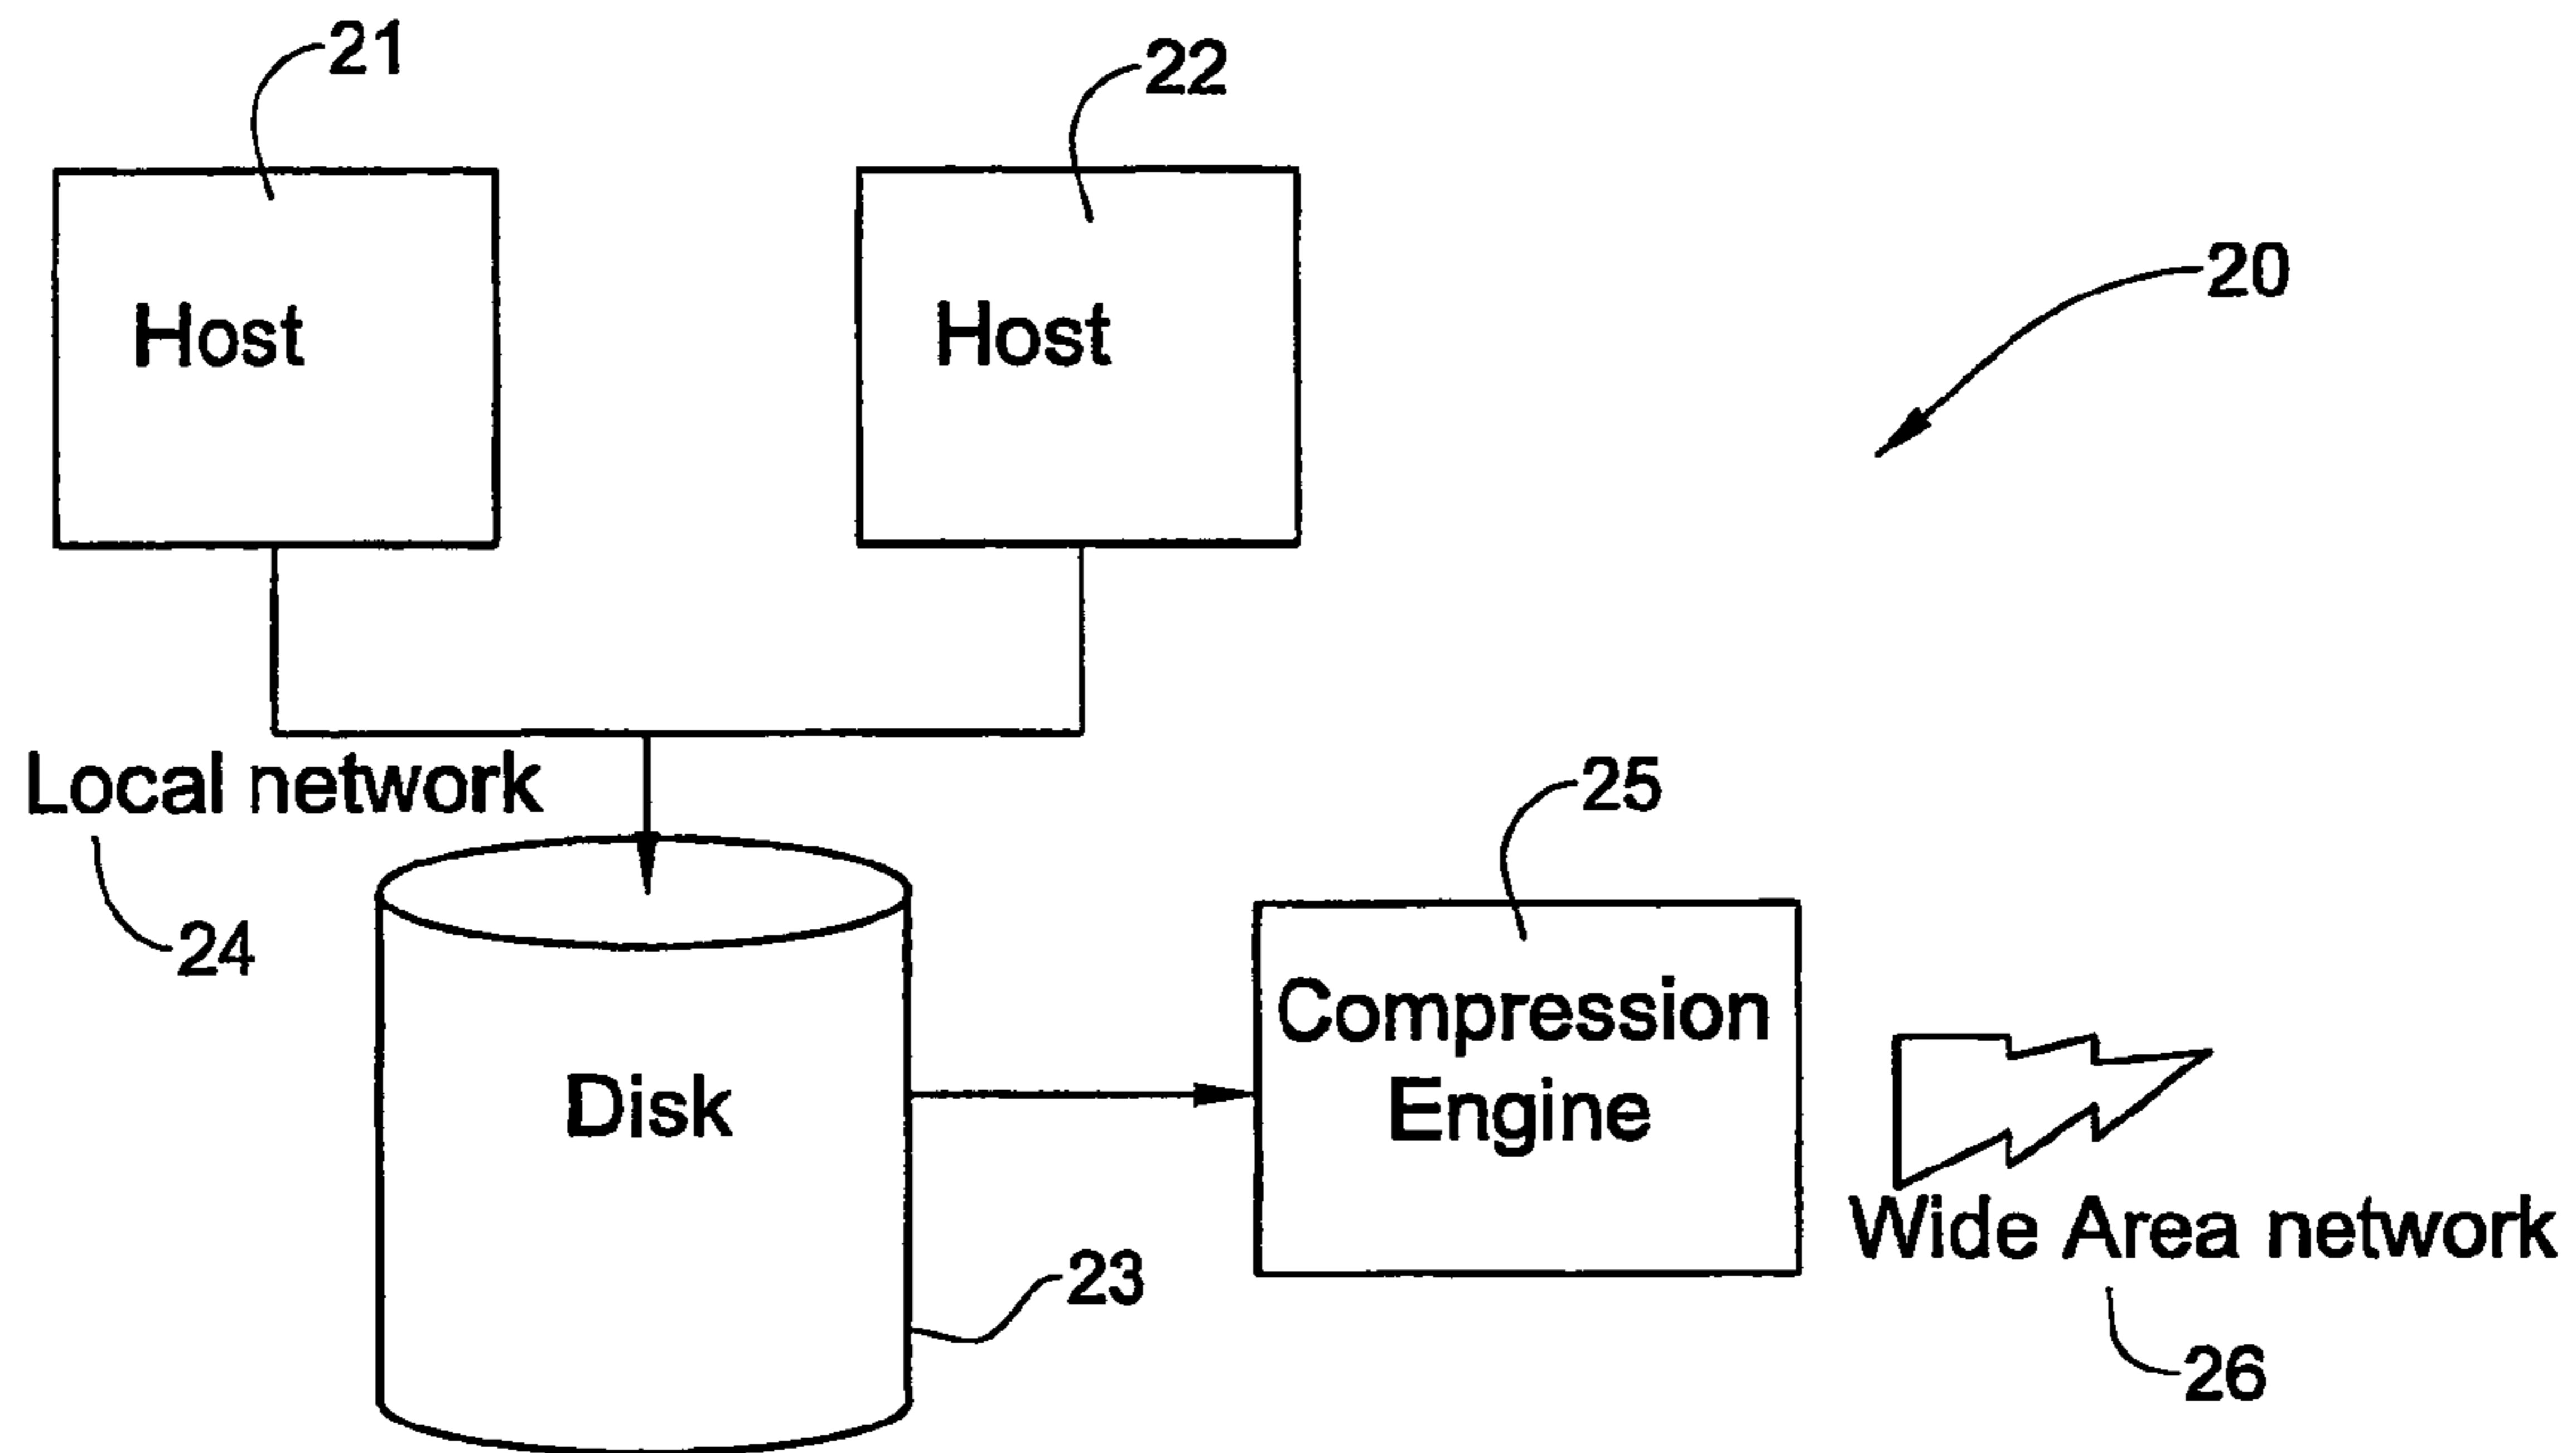 21
22
20
Host
Host
Local network
24
25
Compression
Engine
Disk
Wide Area network
23
26